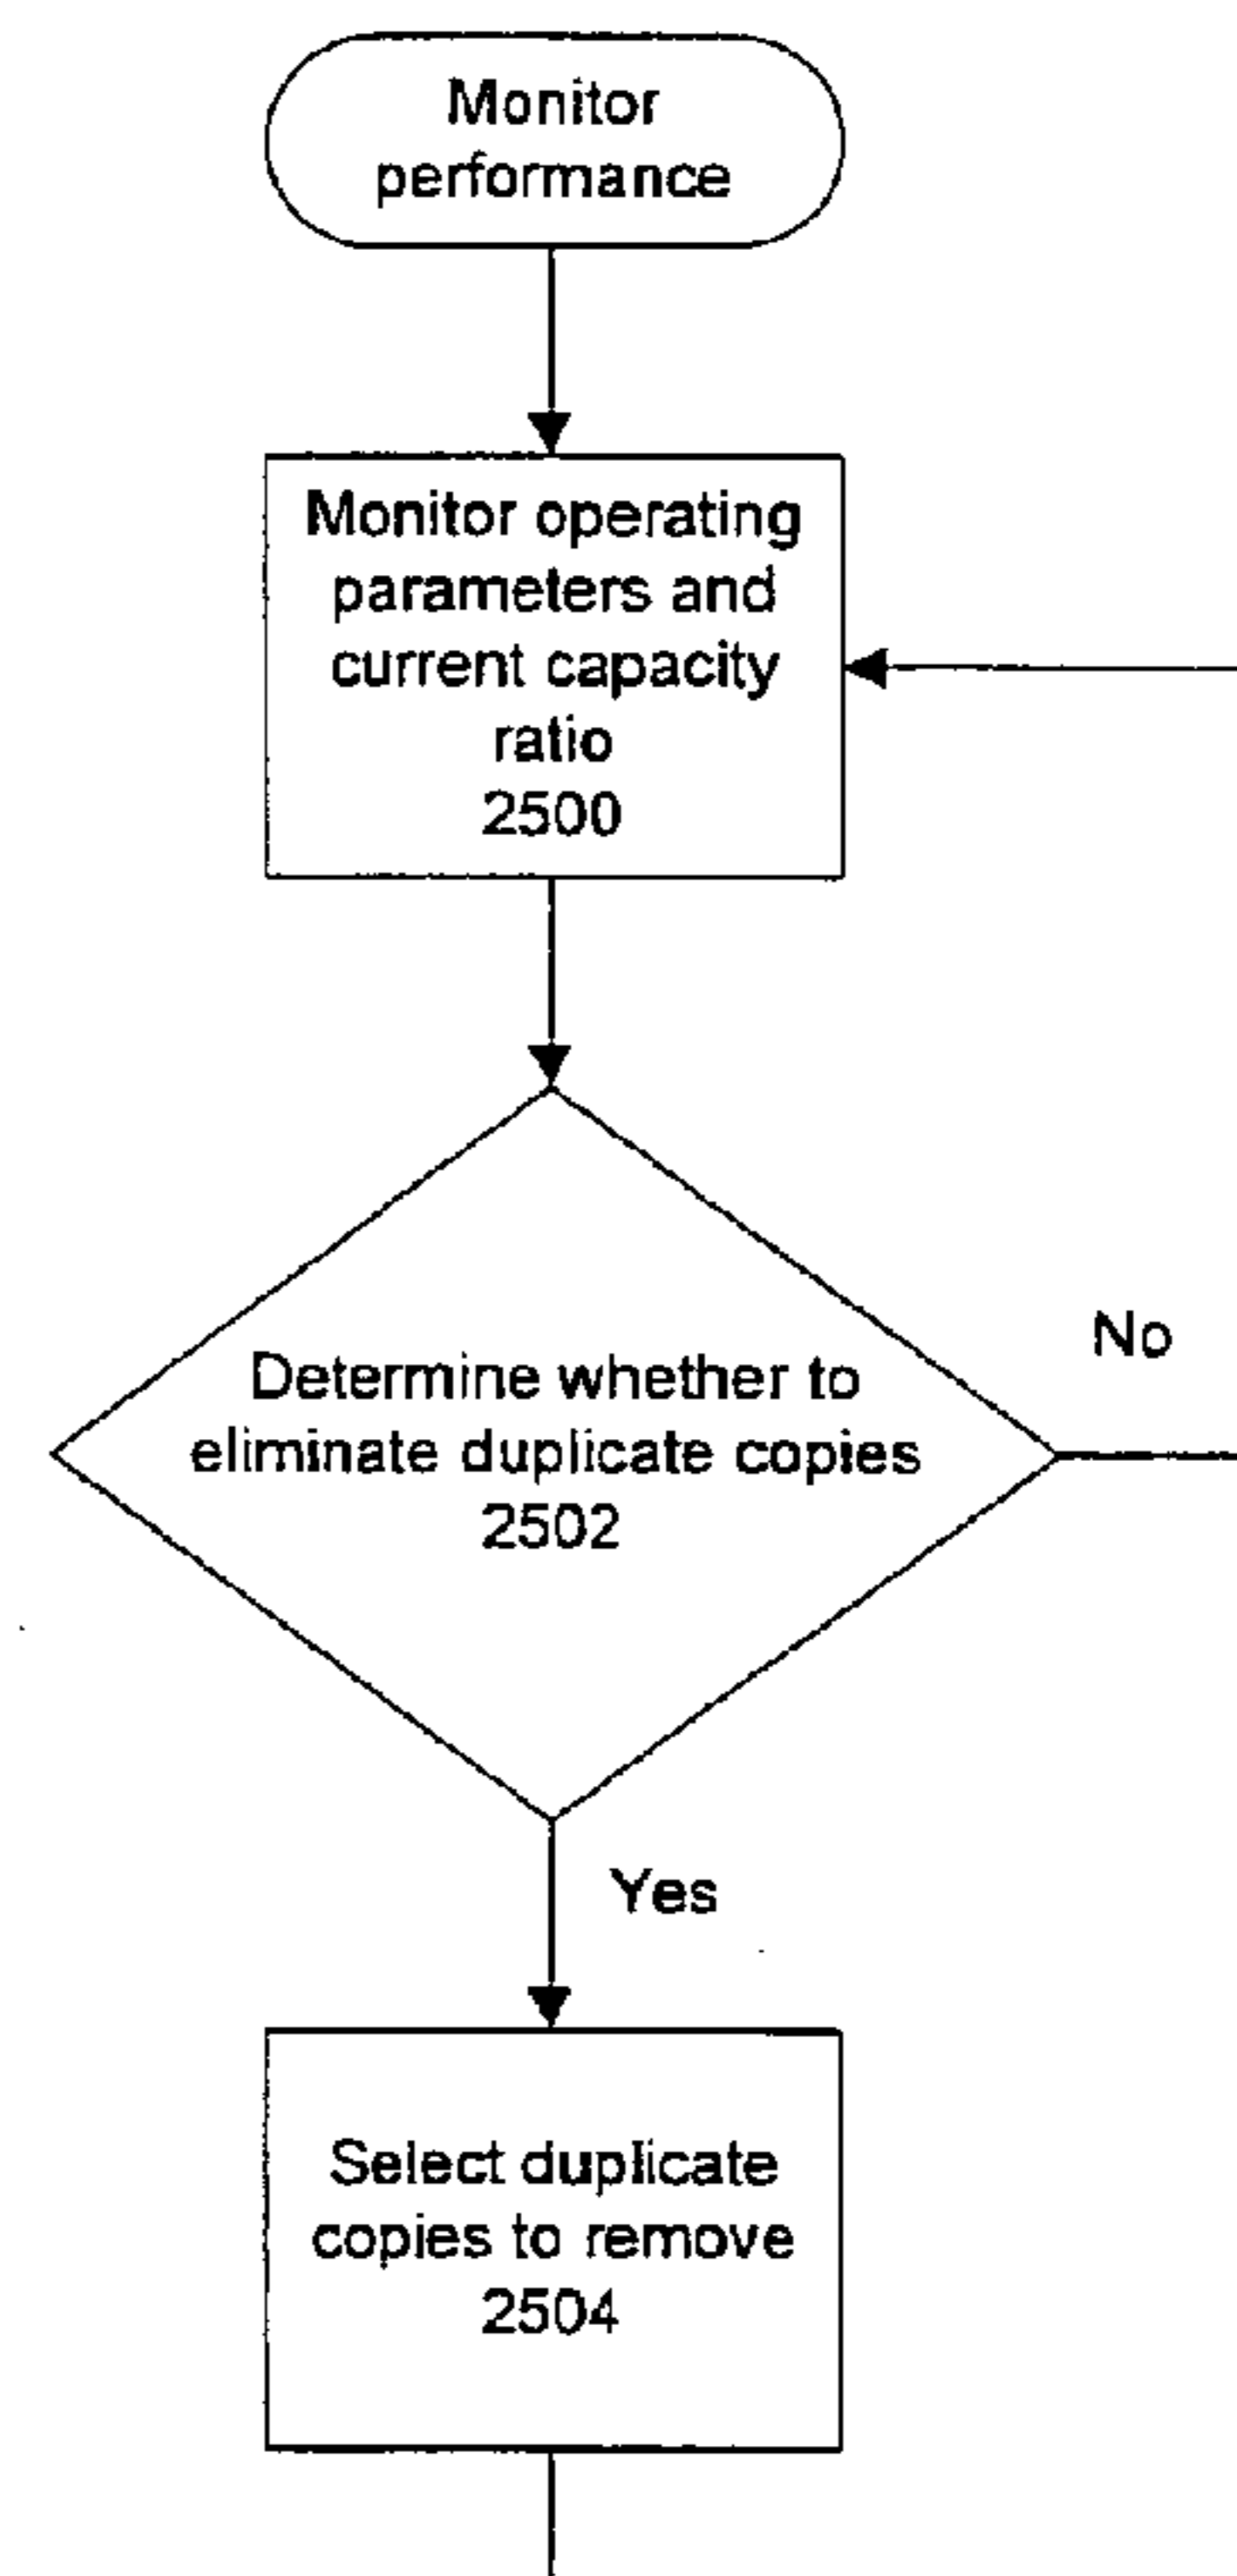 Monitor
performance
Monitor operating
parameters and
current capacity
ratio
2500
Determine whether to
eliminate duplicate copies
2502
No
Yes
Select duplicate
copies to remove
2504